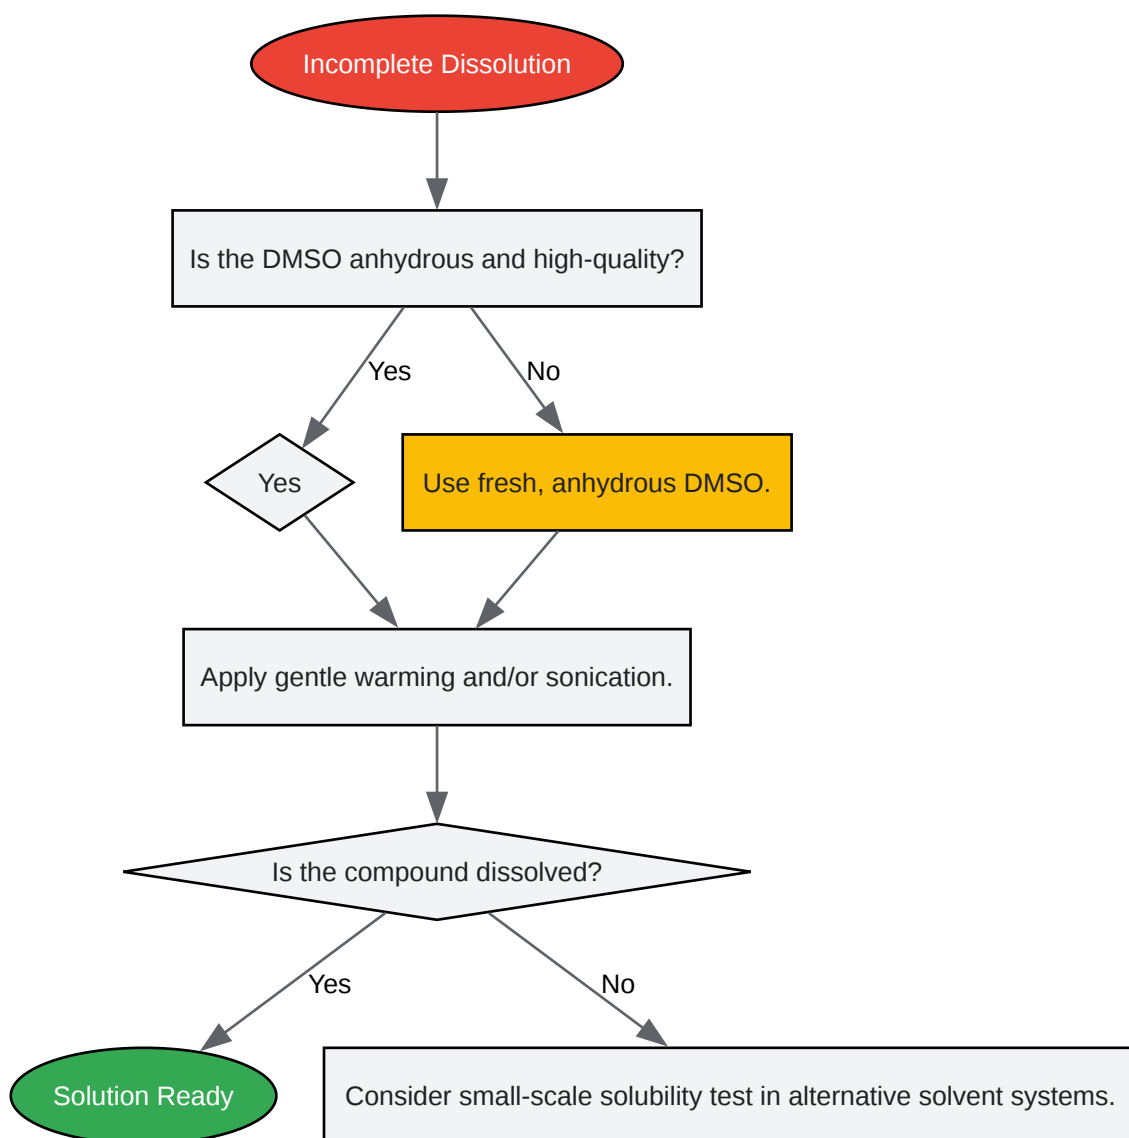 Incomplete Dissolution
Is the DMSO anhydrous and high-quality?
Yes
No
Yes
Use fresh, anhydrous DMSO.
Apply gentle warming and/or sonication.
Is the compound dissolved?
Yes
No
Solution Ready
Consider small-scale solubility test in alternative solvent systems.